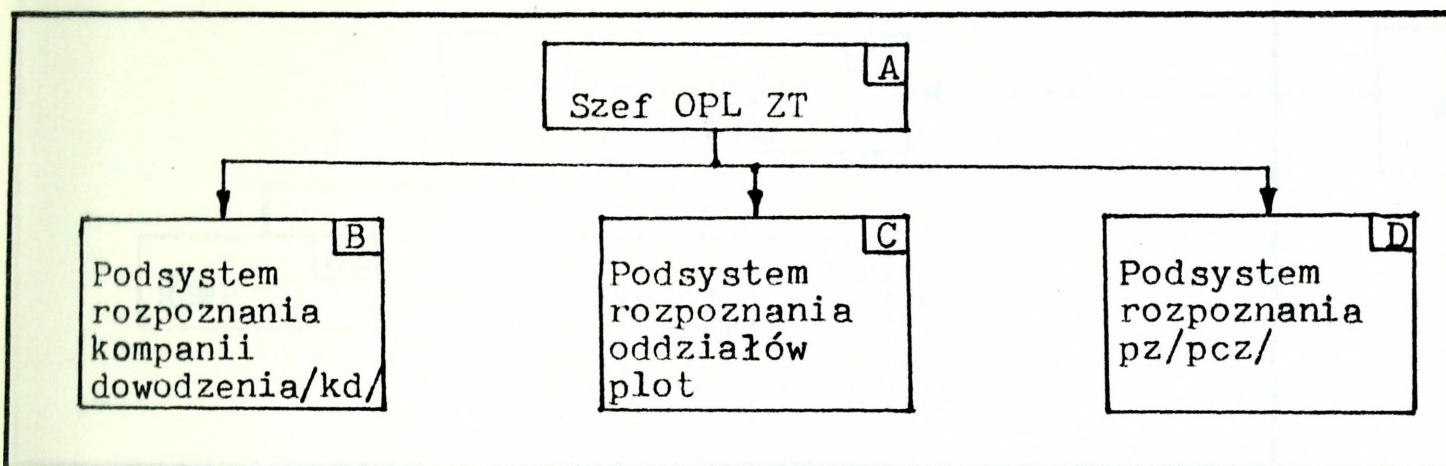 A
Szef OPL ZT
B
Podsystem
rozpoznania
kompanii
dowodzenia/kd/
C
Podsystem
rozpoznania
oddziałów
plot
D
Podsystem
rozpoznania
pz/pcz/